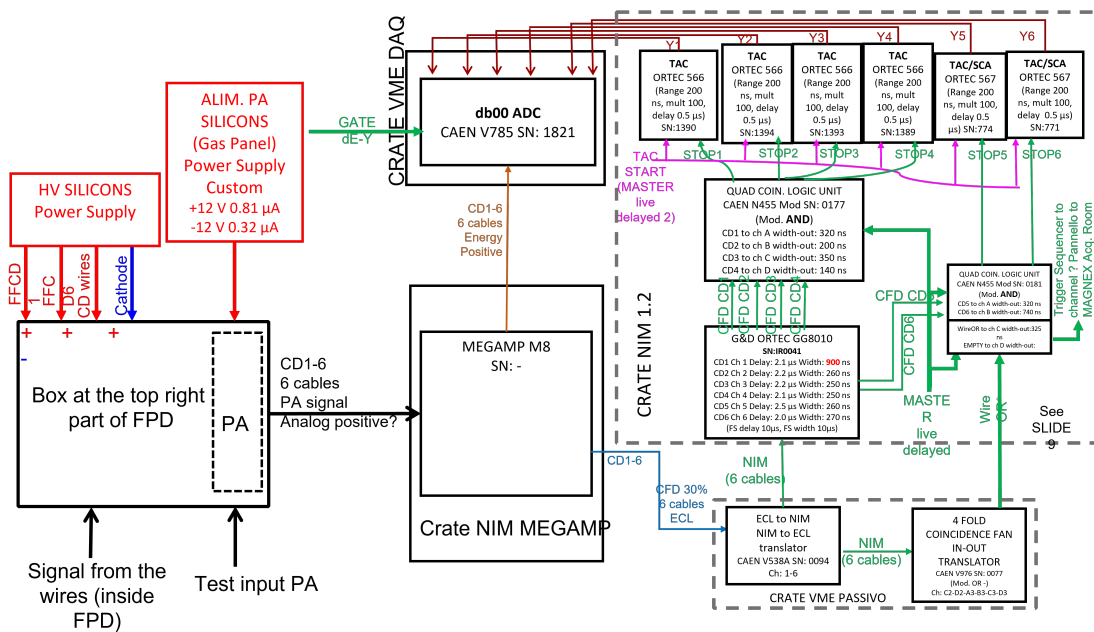 CRATE VME DAQ
db00 ADC
CAEN V785 SN: 1821
GATE
dE-Y
ALIM. PA
SILICONS
(Gas Panel)
Power Supply
Custom
+12 V 0.81 µA
-12 V 0.32 µA
HV SILICONS
Power Supply
FFCD
1
FFC
D6
CD wires
Cathode
+
+
+
-
Box at the top right
part of FPD
PA
CD1-6
6 cables
PA signal
Analog positive?
Signal from the
wires (inside
FPD)
Test input PA
CD1-6
6 cables
Energy
Positive
MEGAMP M8
SN: -
Crate NIM MEGAMP
CD1-6
CFD 30%
6 cables
ECL
Y1
Y2
Y3
Y4
Y5
Y6
TAC
ORTEC 566
(Range 200
ns, mult
100, delay
delay 0.5 µs)
SN:1390
TAC
ORTEC 566
(Range 200
ns, mult
100, delay
0.5 µs)
SN:1394
TAC
ORTEC 566
(Range 200
ns, mult
100, delay
0.5 µs)
SN:1393
TAC
ORTEC 566
(Range 200
ns, mult
100, delay
0.5 µs)
SN:1389
TAC/SCA
ORTEC 567
(Range 200
ns, mult 100,
delay 0.5
µs) SN:774
TAC/SCA
ORTEC 567
(Range 200
ns, mult 100,
delay 0.5 µs)
SN:771
STOP1
STOP2
STOP3
STOP4
STOP5
STOP6
TAC
START
(MASTER
live
delayed 2)
QUAD COIN. LOGIC UNIT
CAEN N455 Mod SN: 0177
(Mod. AND)
CD1 to ch A width-out: 320 ns
CD2 to ch B width-out: 200 ns
CD3 to ch C width-out: 350 ns
CD4 to ch D width-out: 140 ns
CFD CD1
CFD CD2
CFD CD3
CFD CD4
CFD CD5
CFD CD6
CRATE NIM 1.2
G&D ORTEC GG8010
SN:IR0041
CD1 Ch 1 Delay: 2.1 µs Width: 900 ns
CD2 Ch 2 Delay: 2.2 µs Width: 260 ns
CD3 Ch 3 Delay: 2.2 µs Width: 250 ns
CD4 Ch 4 Delay: 2.1 µs Width: 250 ns
CD5 Ch 5 Delay: 2.5 µs Width: 260 ns
CD6 Ch 6 Delay: 2.0 µs Width: 270 ns
(FS delay 10µs, FS width 10µs)
QUAD COIN. LOGIC UNIT
CAEN N455 Mod SN: 0181
(Mod. AND)
CD5 to ch A width-out: 320 ns
CD6 to ch B width-out: 740 ns
WireOR to ch C width-out:325
ns
EMPTY to ch D width-out:
Trigger Sequencer to
channel ? Pannello to
MAGNEX Acq. Room
MASTE
R
live
delayed
Wire
OR
See
SLIDE
9
NIM
(6 cables)
ECL to NIM
NIM to ECL
translator
CAEN V538A SN: 0094
Ch: 1-6
NIM
(6 cables)
4 FOLD
COINCIDENCE FAN
IN-OUT
TRANSLATOR
CAEN V976 SN: 0077
(Mod. OR -)
Ch: C2-D2-A3-B3-C3-D3
CRATE VME PASSIVO